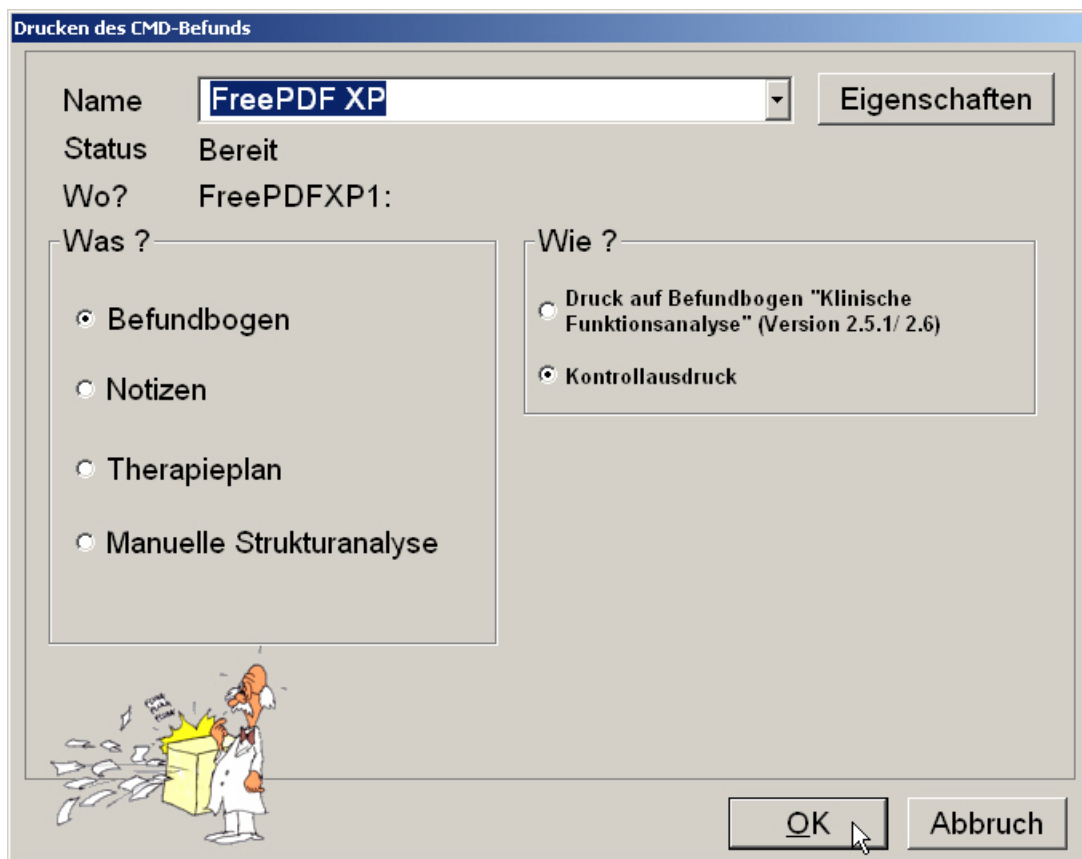 Drucken des CMD-Befunds
Name FreePDF XP Eigenschaften
Status Bereit
Wo? FreePDFXP1:
Was ?
Befundbogen
Notizen
Therapieplan
Manuelle Strukturanalyse
Wie ?
Druck auf Befundbogen "Klinische
Funktionsanalyse" (Version 2.5.1/ 2.6)
Kontrollausdruck
OK Abbruch